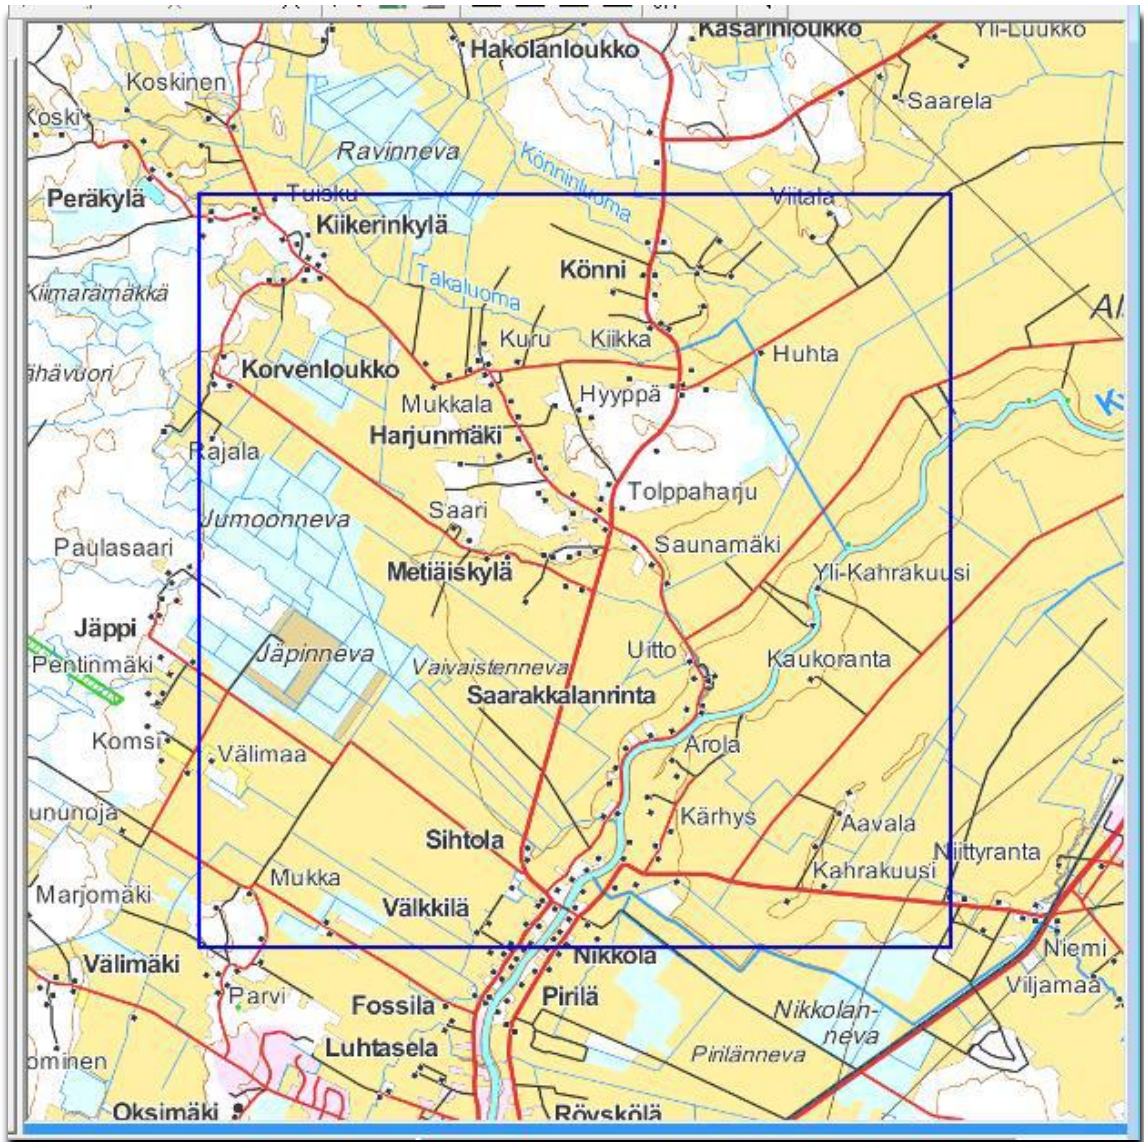 Hakolanloukko
Kasarinloukko
Yli-Luukko
Koskinen
Saarela
Koski
Ravinneva
Könninluoma
Peräkylä
Tuisku
Viitala
Kiikerinkylä
Könni
Takaluoma
Kiimarämäkkä
Kuru
Kiikka
Huhta
Korvenloukko
Hyyppä
Mukkala
Harjunmäki
Rajala
Tolppaharju
Saari
Jumoonneva
Paulasaari
Saunamäki
Metiäiskylä
Yli-Kahrakuusi
Jäppi
Uitto
Pentinmäki
Jäpinneva
Vaivaistenneva
Kaukoranta
Saarakkalanrinta
Komsi
Välimaa
Arola
Kärhys
Aavala
Sihtola
Niittyranta
Kahrakuusi
Mukka
Marjomäki
Välkkilä
Nikkola
Niemi
Välimäki
Viljamaa
Parvi
Fossila
Pirilä
Nikkolan-
neva
Luhtasela
Pirilänneva
Oksimäki
Röyskölä